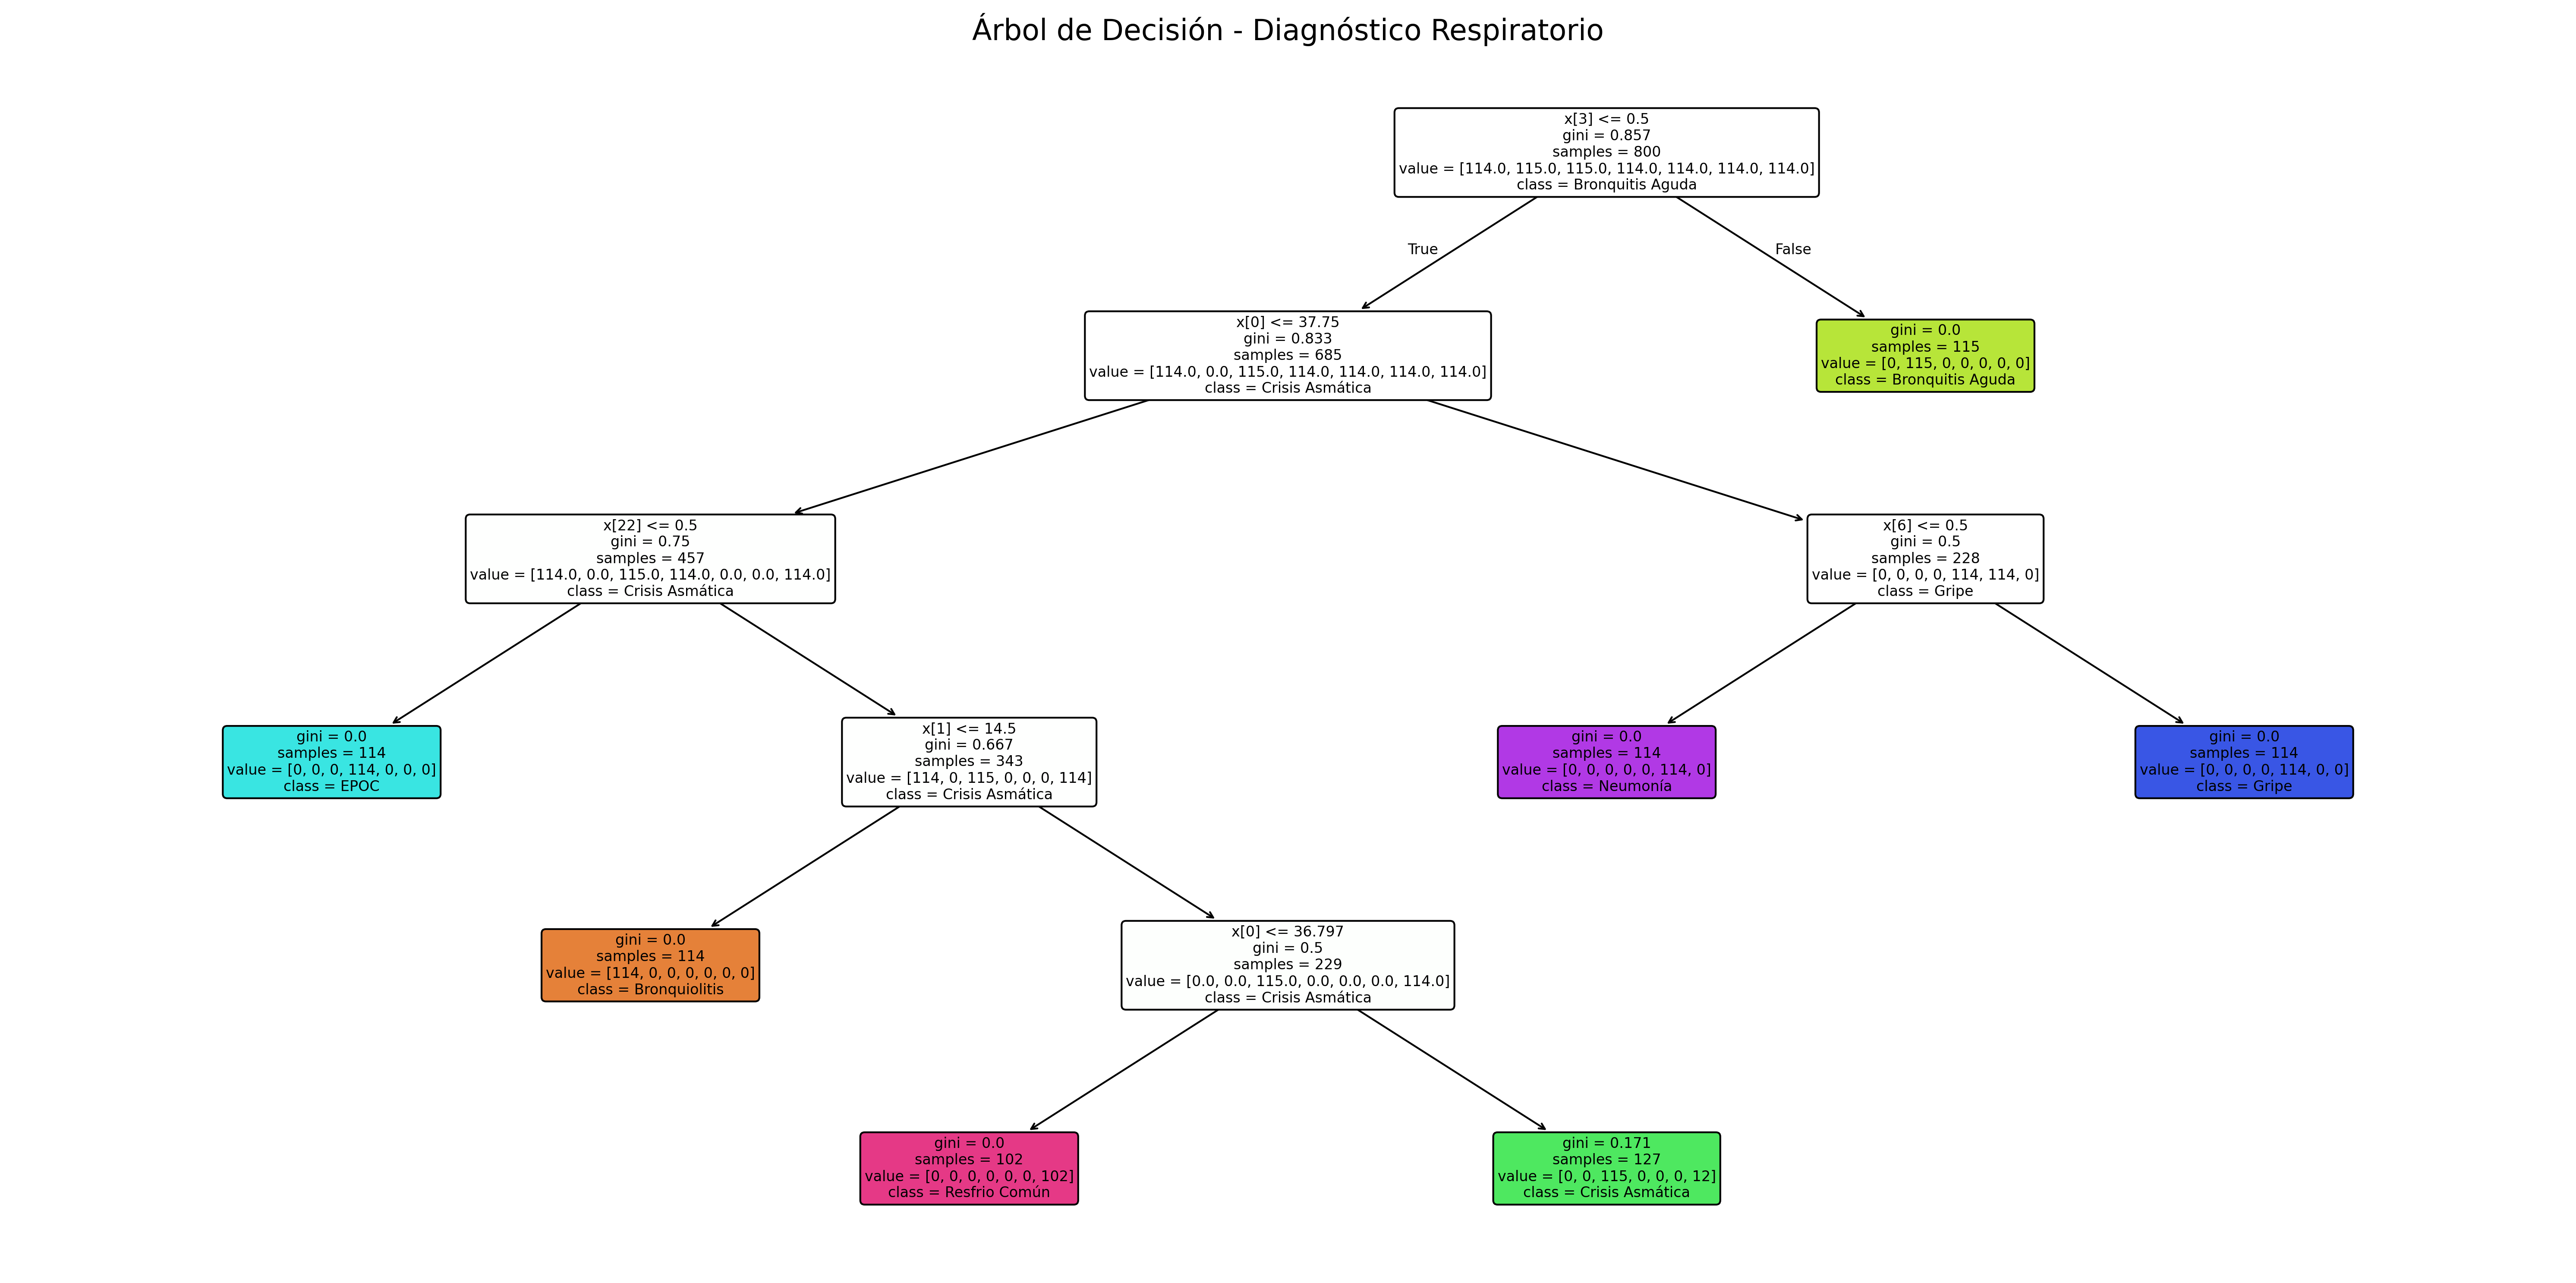 Árbol de Decisión - Diagnóstico Respiratorio
x[3] <= 0.5
gini = 0.857
samples = 800
value = [114.0, 115.0, 115.0, 114.0, 114.0, 114.0, 114.0]
class = Bronquitis Aguda
True
False
x[0] <= 37.75
gini = 0.833
samples = 685
value = [114.0, 0.0, 115.0, 114.0, 114.0, 114.0, 114.0]
class = Crisis Asmática
gini = 0.0
samples = 115
value = [0, 115, 0, 0, 0, 0, 0]
class = Bronquitis Aguda
x[22] <= 0.5
gini = 0.75
samples = 457
value = [114.0, 0.0, 115.0, 114.0, 0.0, 0.0, 114.0]
class = Crisis Asmática
x[6] <= 0.5
gini = 0.5
samples = 228
value = [0, 0, 0, 0, 114, 114, 0]
class = Gripe
gini = 0.0
samples = 114
value = [0, 0, 0, 114, 0, 0, 0]
class = EPOC
x[1] <= 14.5
gini = 0.667
samples = 343
value = [114, 0, 115, 0, 0, 0, 114]
class = Crisis Asmática
gini = 0.0
samples = 114
value = [0, 0, 0, 0, 0, 114, 0]
class = Neumonía
gini = 0.0
samples = 114
value = [0, 0, 0, 0, 114, 0, 0]
class = Gripe
gini = 0.0
samples = 114
value = [114, 0, 0, 0, 0, 0, 0]
class = Bronquiolitis
x[0] <= 36.797
gini = 0.5
samples = 229
value = [0.0, 0.0, 115.0, 0.0, 0.0, 0.0, 114.0]
class = Crisis Asmática
gini = 0.0
samples = 102
value = [0, 0, 0, 0, 0, 0, 102]
class = Resfrio Común
gini = 0.171
samples = 127
value = [0, 0, 115, 0, 0, 0, 12]
class = Crisis Asmática